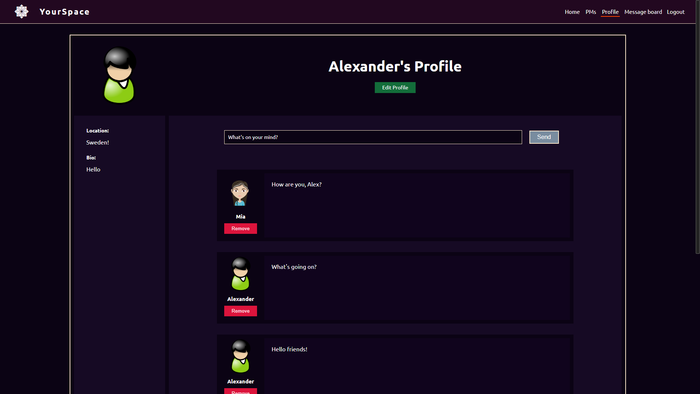 YourSpace
Home PMs Profile Message board Logout
Alexander's Profile
Edit Profile
Location:
Sweden!
Bio:
Hello
What's on your mind?
Send
How are you, Alex?
Mia
Remove
What's going on?
Alexander
Remove
Hello friends!
Alexander
Remove